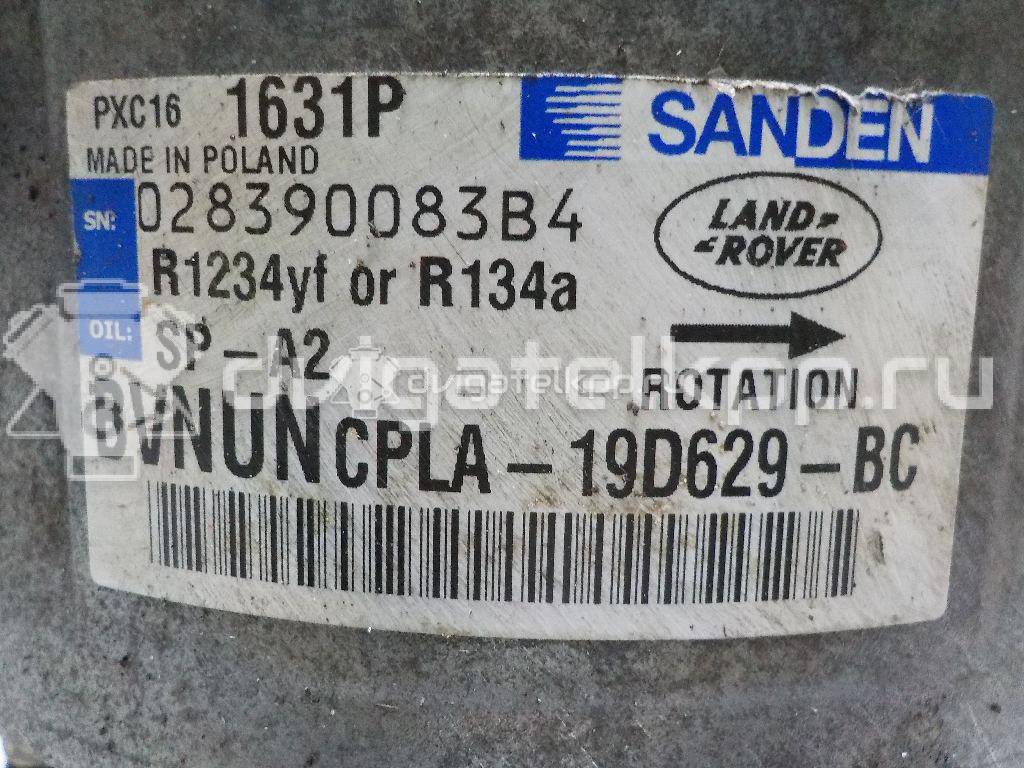 PXC16 1631P SANDEN
MADE IN POLAND
SN: 028390083B4
LAND ROVER
R1234yf or R134a
OIL: SP-A2
dvigatelkpp.ru
ROTATION
BVNUN CPLA-19D629-BC